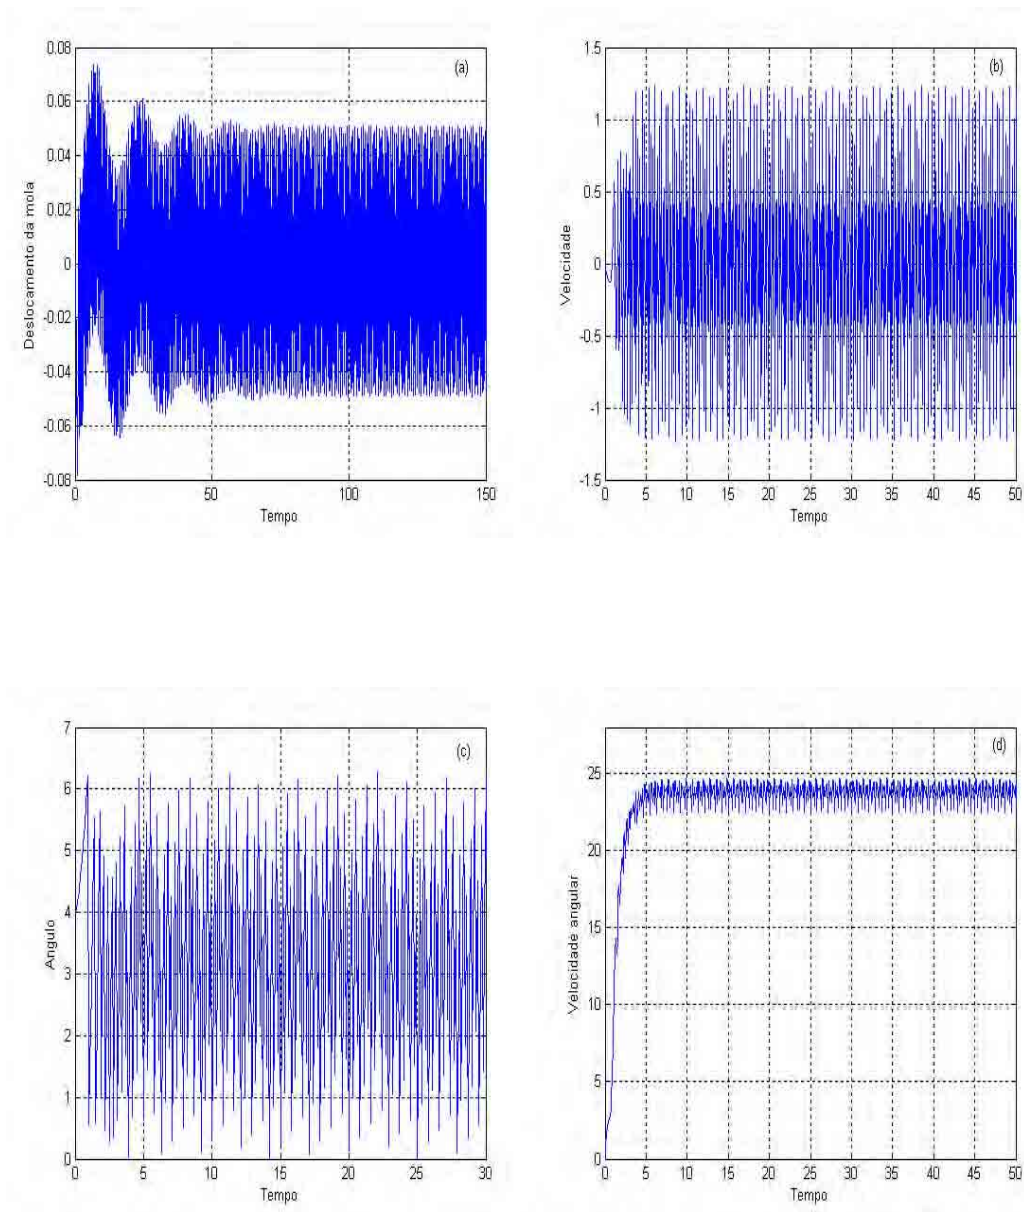 (a)
0.08
0.06
0.04
0.02
0
-0.02
-0.04
-0.06
-0.08
Deslocamento da mola
0 50 100 150
Tempo
(b)
1.5
1
0.5
0
-0.5
-1
-1.5
Velocidade
0 5 10 15 20 25 30 35 40 45 50
Tempo
(c)
7
6
5
4
3
2
1
0
Angulo
0 5 10 15 20 25 30
Tempo
(d)
25
20
15
10
5
0
Velocidade angular
0 5 10 15 20 25 30 35 40 45 50
Tempo